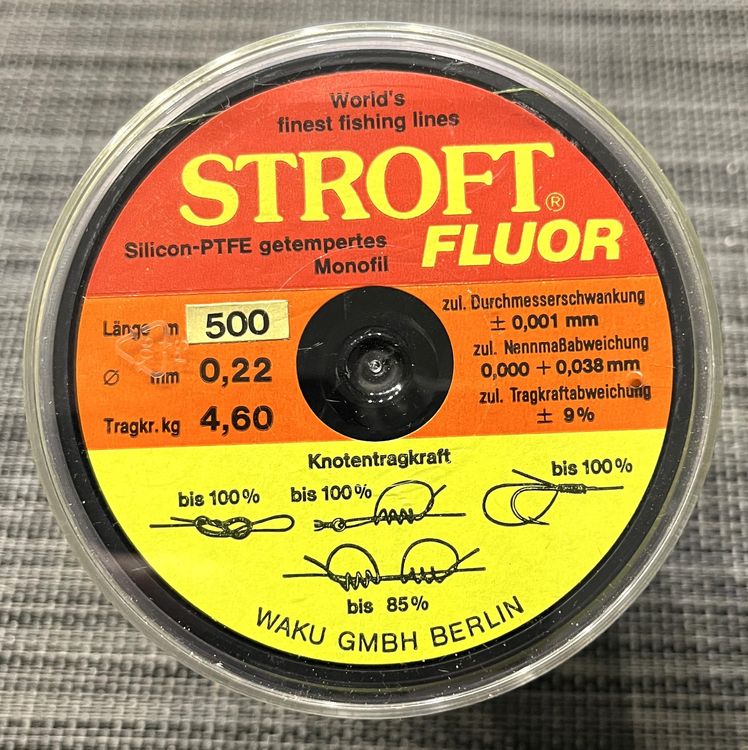 World's
finest fishing lines
STROFT®
FLUOR
Silicon-PTFE getempertes
Monofil
Länge m 500
Ø mm 0,22
Tragkr. kg 4,60
zul. Durchmesserschwankung
± 0,001 mm
zul. Nennmaßabweichung
0,000 + 0,038 mm
zul. Tragkraftabweichung
± 9%
Knotentragkraft
bis 100%
bis 100%
bis 100%
bis 85%
WAKU GMBH BERLIN